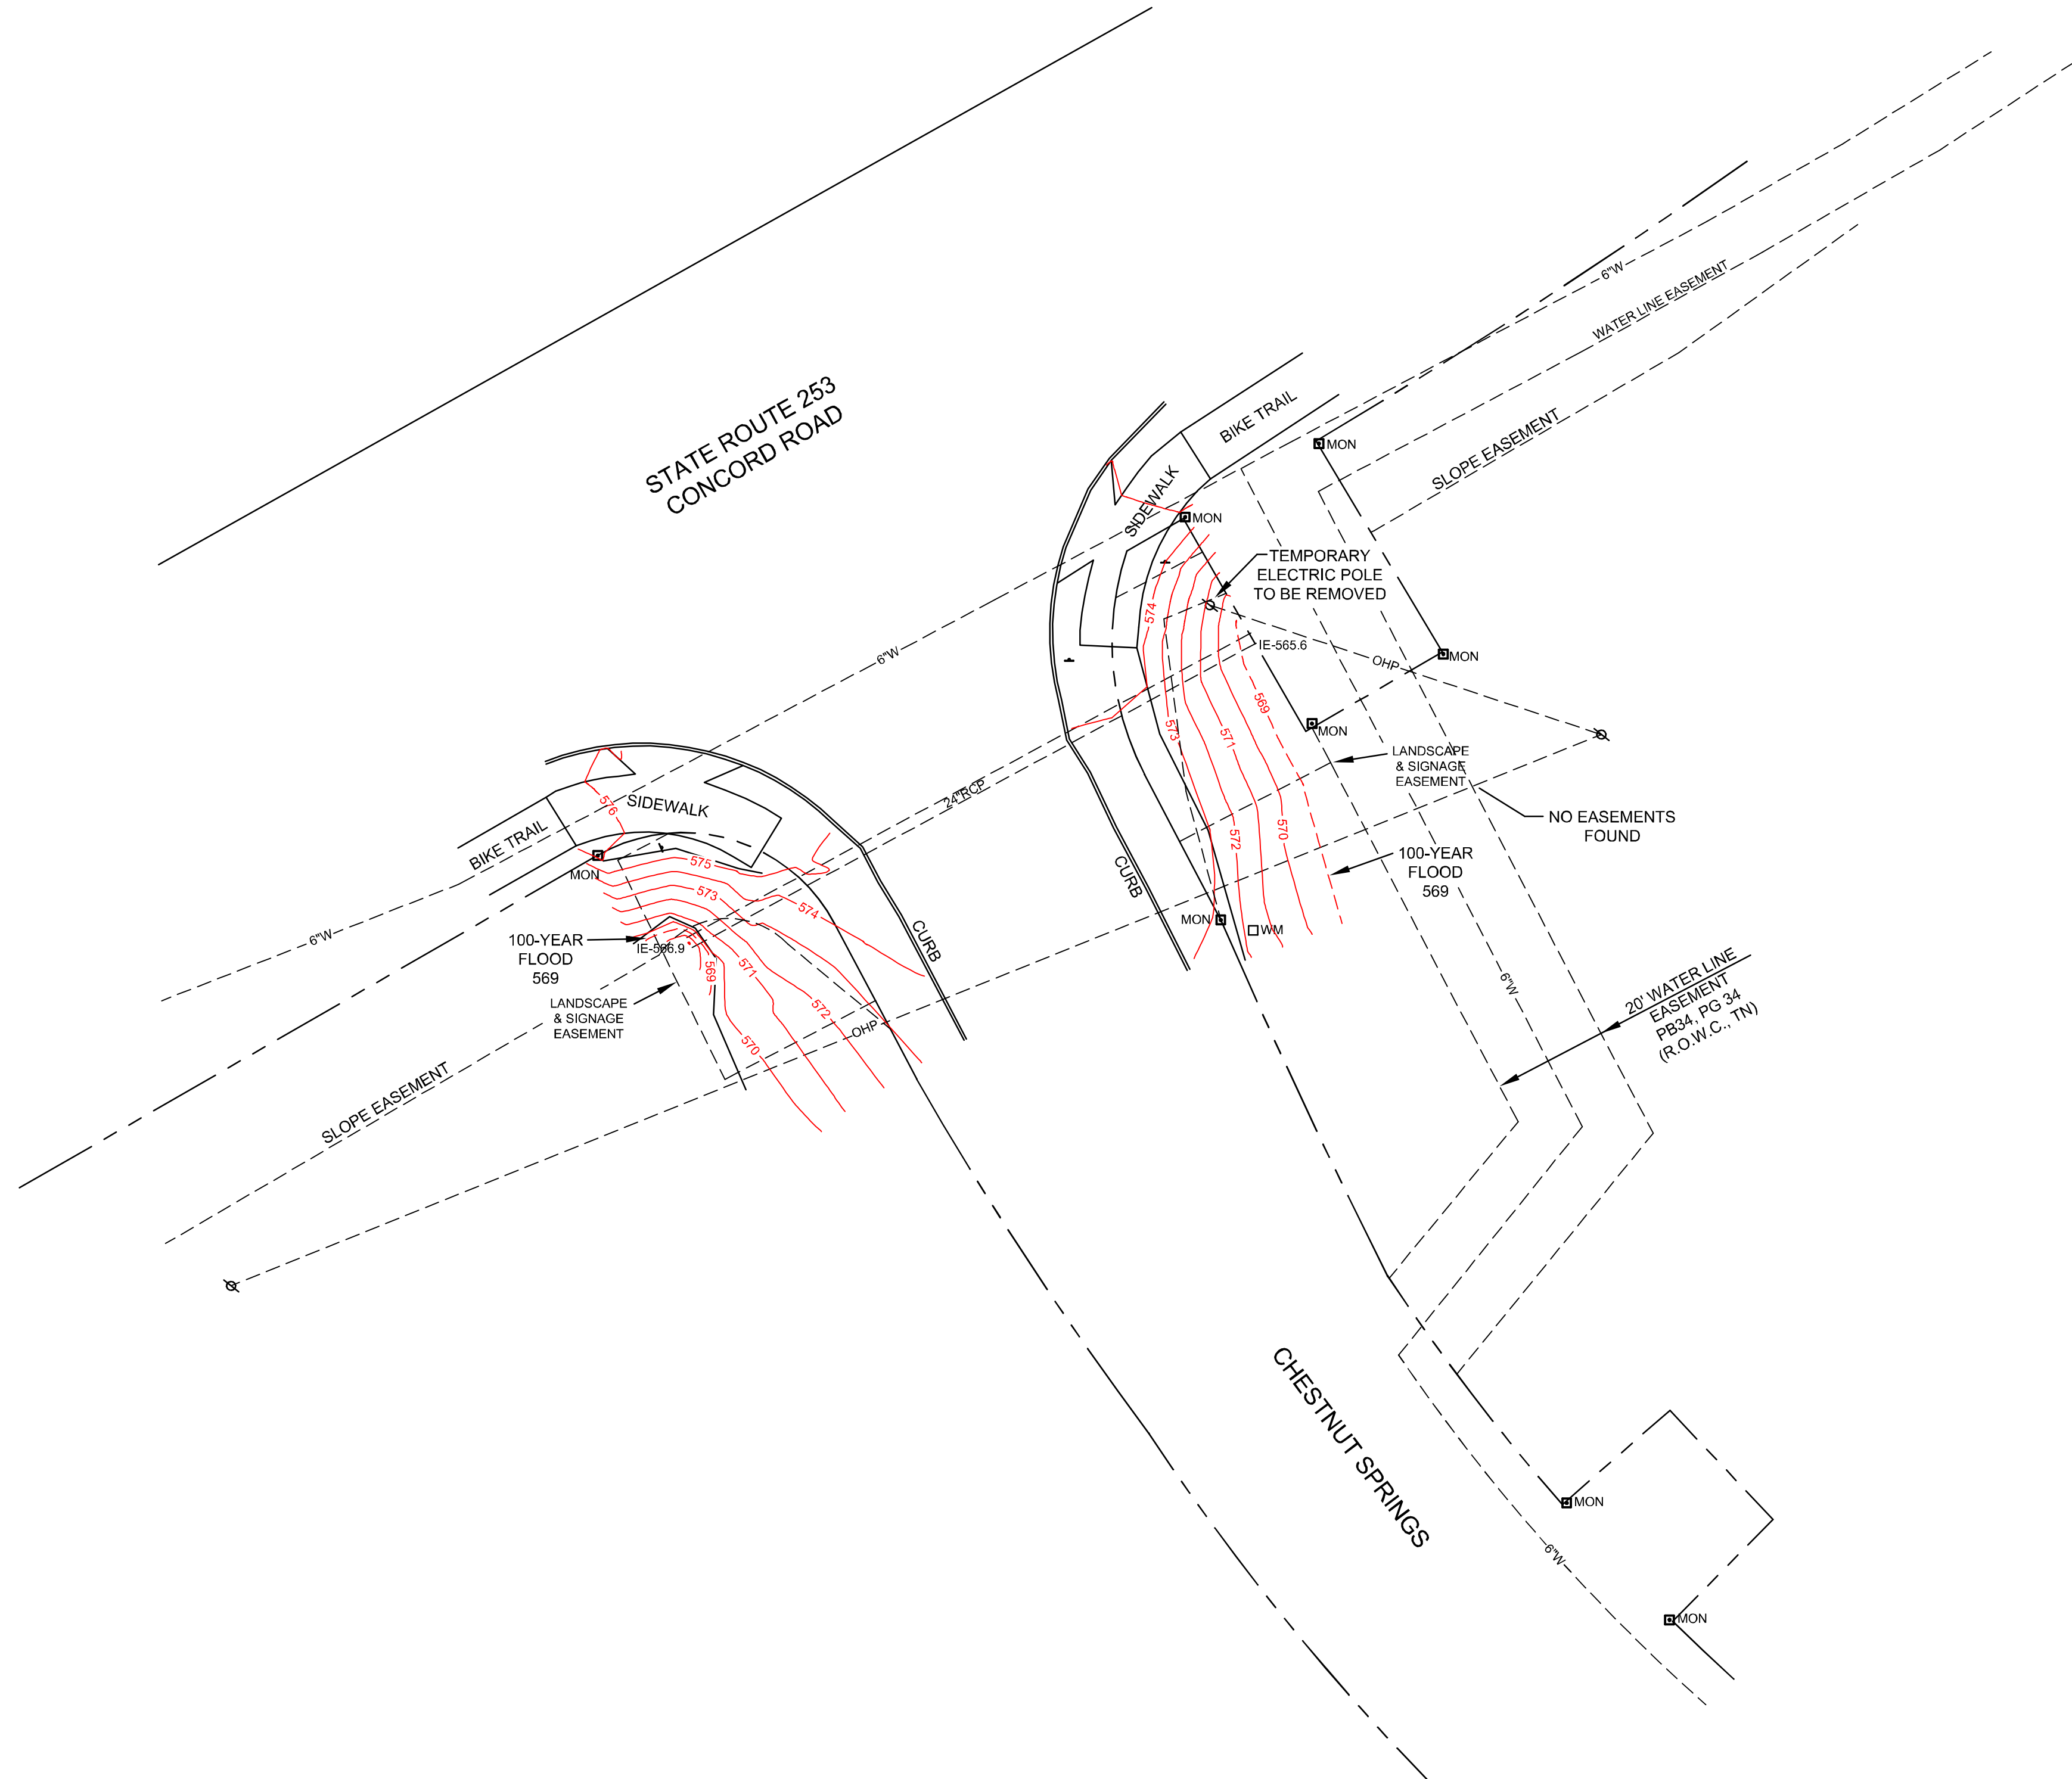 STATE ROUTE 253
CONCORD ROAD
6"W
WATER LINE EASEMENT
SLOPE EASEMENT
BIKE TRAIL
SIDEWALK
MON
MON
TEMPORARY
ELECTRIC POLE
TO BE REMOVED
574
IE-565.6
6"W
OHP
MON
569
573
571
MON
LANDSCAPE
& SIGNAGE
EASEMENT
24"RCP
576
SIDEWALK
BIKE TRAIL
NO EASEMENTS
FOUND
570
572
100-YEAR
FLOOD
569
575
MON
CURB
573
574
MON
WM
CURB
6"W
100-YEAR
FLOOD
569
IE-566.9
569
571
6"W
20' WATER LINE
EASEMENT
PB34, PG 34
(R.O.W.C., TN)
LANDSCAPE
& SIGNAGE
EASEMENT
572
OHP
570
SLOPE EASEMENT
CHESTNUT SPRINGS
MON
6"W
MON